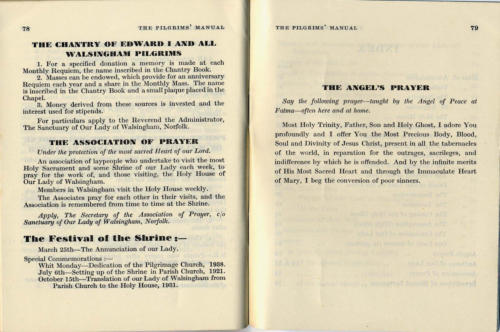 78 THE PILGRIMS' MANUAL
THE CHANTRY OF EDWARD I AND ALL
WALSINGHAM PILGRIMS
1. For a specified donation a memory is made at each
Monthly Requiem, the name inscribed in the Chantry Book.
2. Masses can be endowed, which provide for an anniversary
Requiem each year and a share in the Monthly Mass. The name
is inscribed in the Chantry Book and a small plaque placed in the
Chapel.
3. Money derived from these sources is invested and the
interest used for stipends.
For particulars apply to the Reverend the Administrator,
The Sanctuary of Our Lady of Walsingham, Norfolk.
THE ASSOCIATION OF PRAYER
Under the protection of the most sacred Heart of our Lord.
An association of laypeople who undertake to visit the most
Holy Sacrament and some Shrine of our Lady each week, to
pray for the work of, and those visiting, the Holy House of
Our Lady of Walsingham.
Members in Walsingham visit the Holy House weekly.
The Associates pray for each other in their visits, and the
Association is remembered from time to time at the Shrine.
Apply, The Secretary of the Association of Prayer, c/o
Sanctuary of Our Lady of Walsingham, Norfolk.
The Festival of the Shrine :—
March 25th—The Annunciation of our Lady.
Special Commemorations :—
Whit Monday—Dedication of the Pilgrimage Church, 1938.
July 6th—Setting up of the Shrine in Parish Church, 1921.
October 15th—Translation of our Lady of Walsingham from
Parish Church to the Holy House, 1931.
THE PILGRIMS' MANUAL 79
THE ANGEL'S PRAYER
Say the following prayer—taught by the Angel of Peace at
Fatma—often here and at home.
Most Holy Trinity, Father, Son and Holy Ghost, I adore You
profoundly and I offer You the Most Precious Body, Blood,
Soul and Divinity of Jesus Christ, present in all the tabernacles
of the world, in reparation for the outrages, sacrileges, and
indifference by which he is offended. And by the infinite merits
of His Most Sacred Heart and through the Immaculate Heart
of Mary, I beg the conversion of poor sinners.